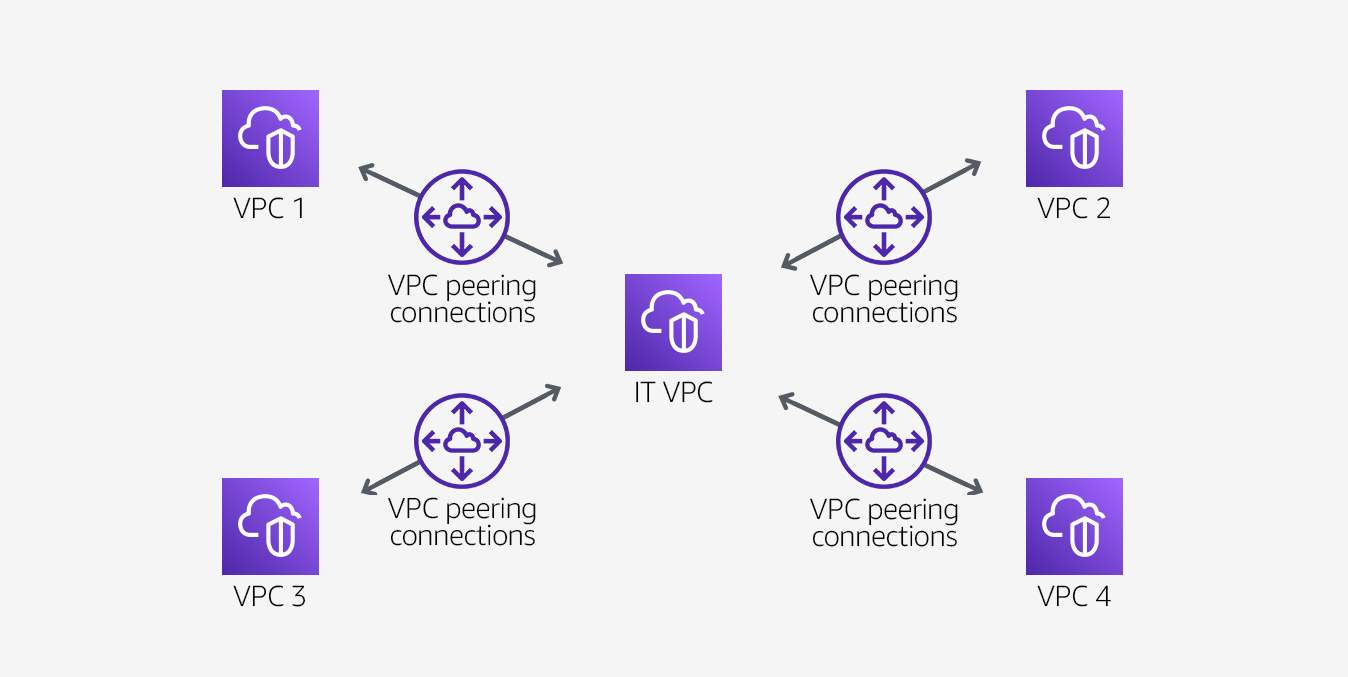 VPC 1
VPC 2
VPC peering
connections
VPC peering
connections
IT VPC
VPC peering
connections
VPC peering
connections
VPC 3
VPC 4